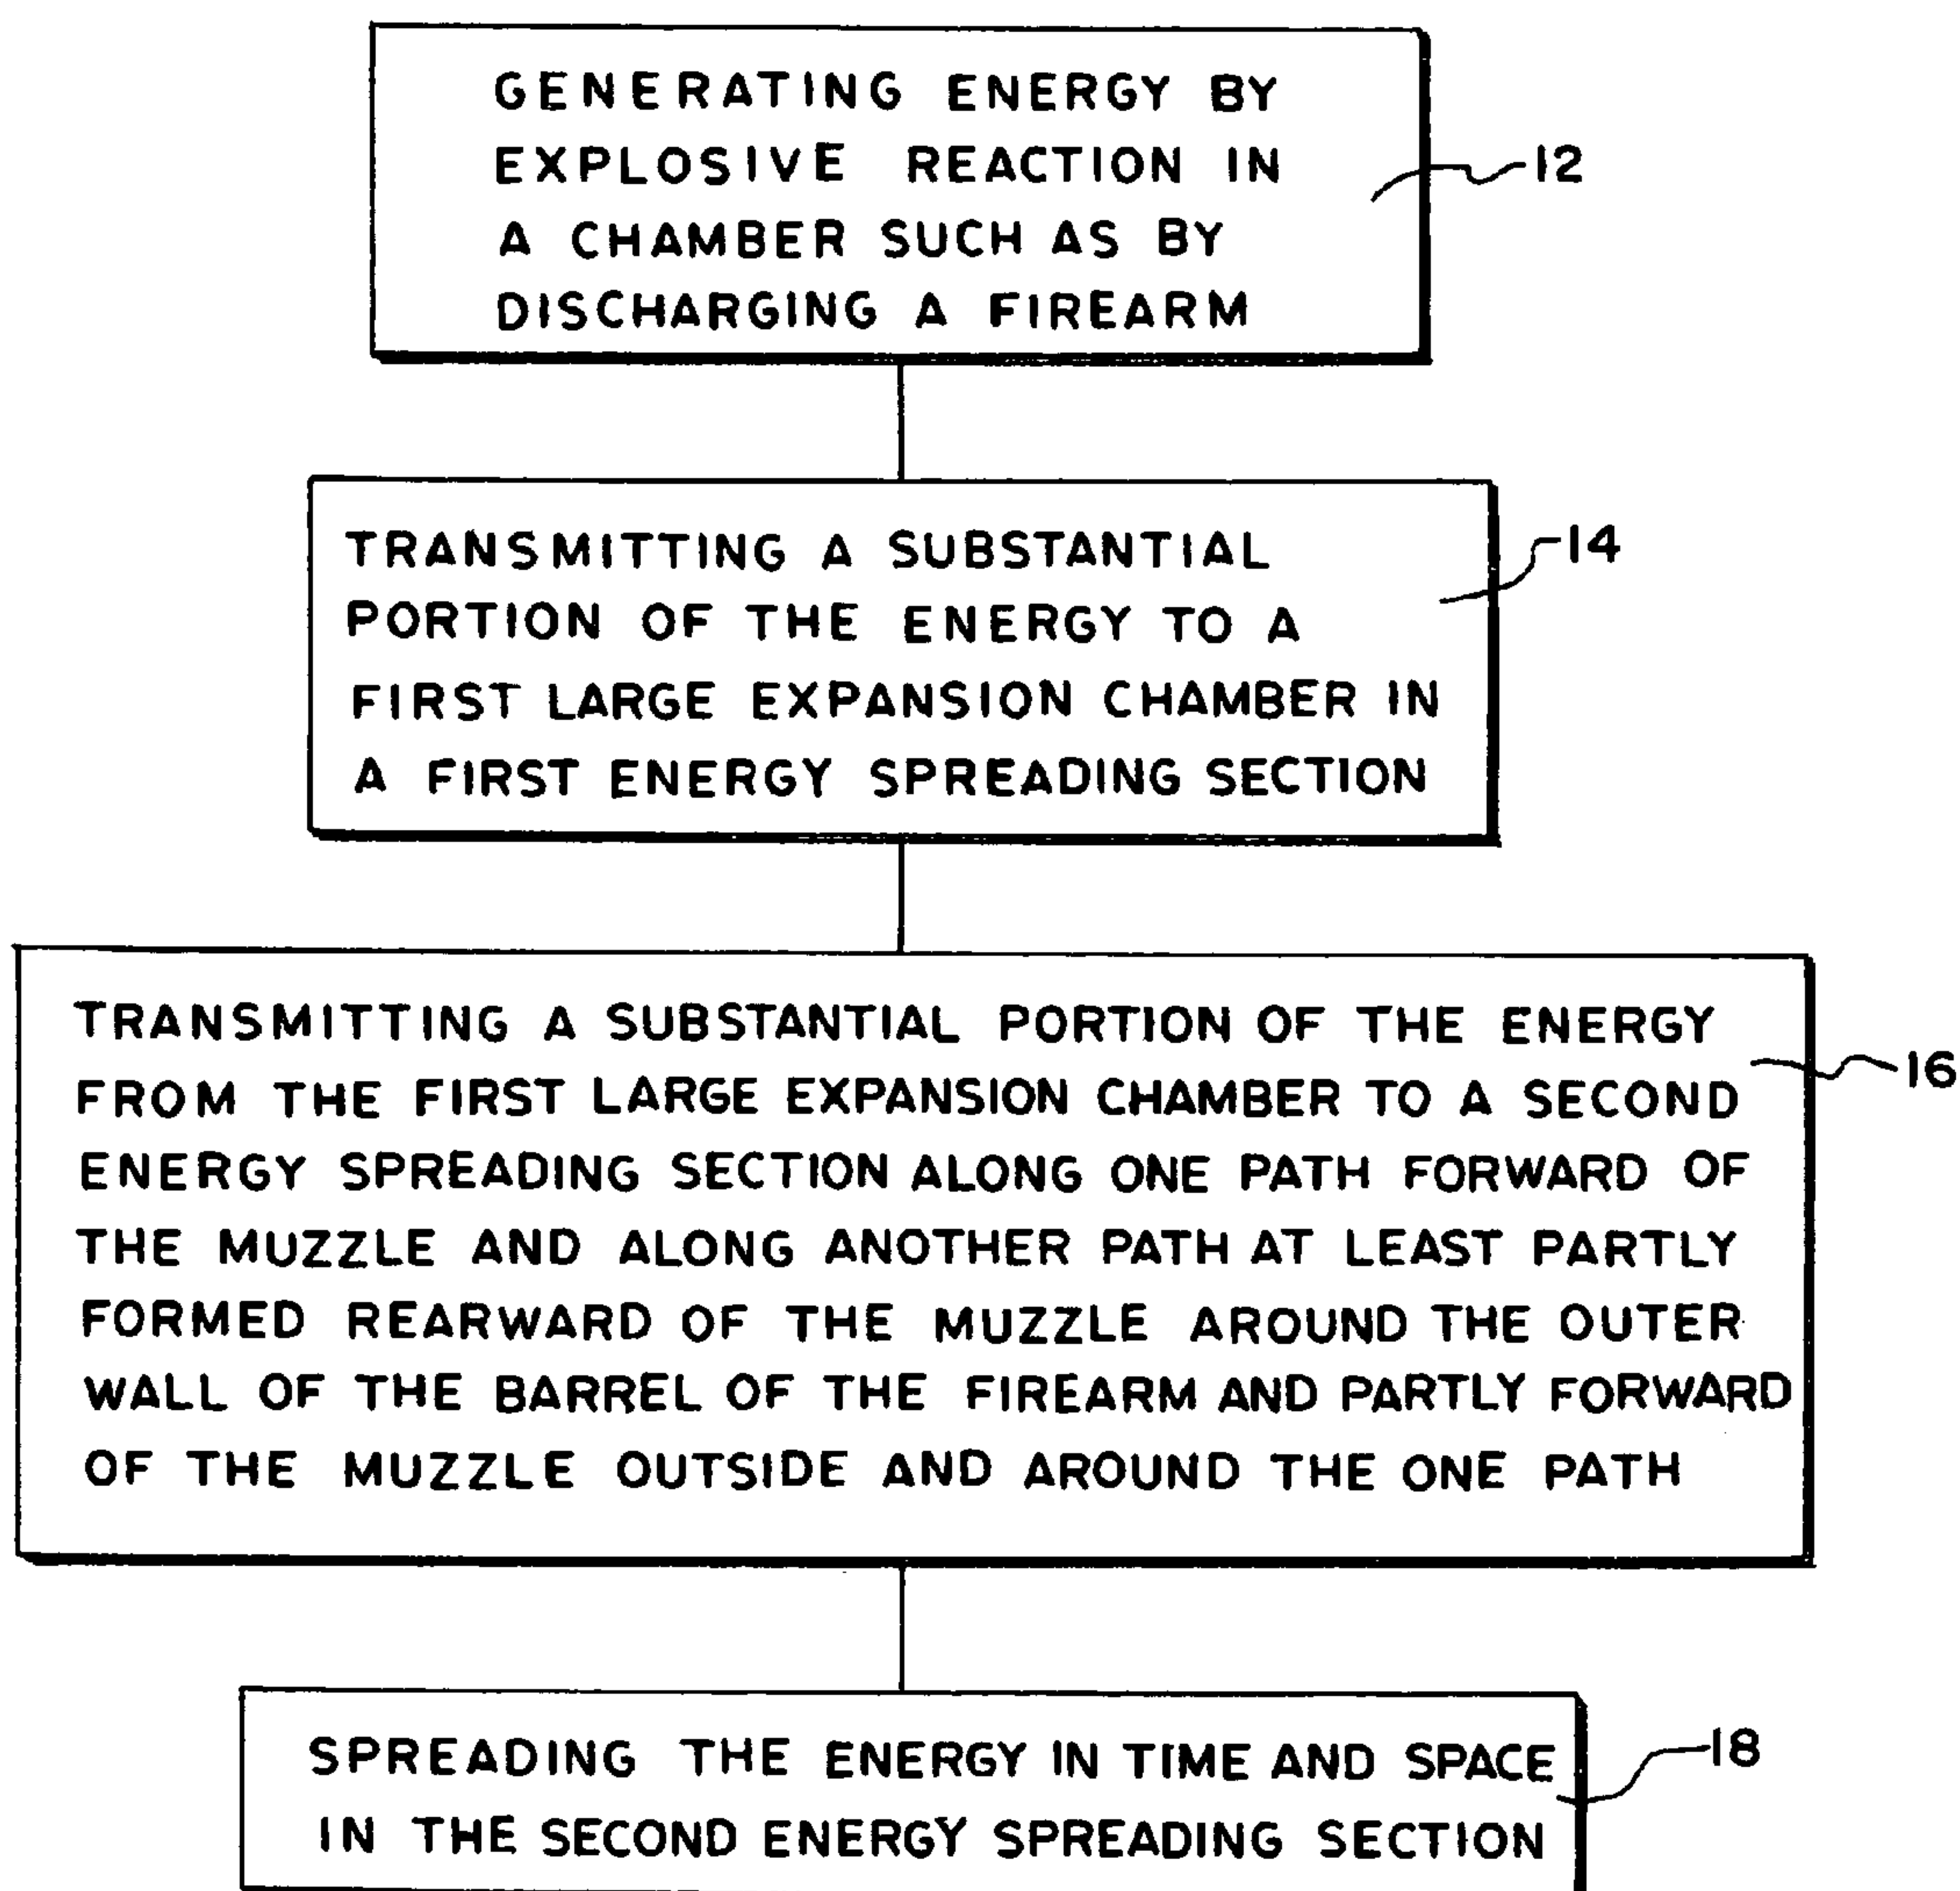 GENERATING ENERGY BY
EXPLOSIVE REACTION IN
A CHAMBER SUCH AS BY
DISCHARGING A FIREARM
12
TRANSMITTING A SUBSTANTIAL
PORTION OF THE ENERGY TO A
FIRST LARGE EXPANSION CHAMBER IN
A FIRST ENERGY SPREADING SECTION
14
TRANSMITTING A SUBSTANTIAL PORTION OF THE ENERGY
FROM THE FIRST LARGE EXPANSION CHAMBER TO A SECOND
ENERGY SPREADING SECTION ALONG ONE PATH FORWARD OF
THE MUZZLE AND ALONG ANOTHER PATH AT LEAST PARTLY
FORMED REARWARD OF THE MUZZLE AROUND THE OUTER
WALL OF THE BARREL OF THE FIREARM AND PARTLY FORWARD
OF THE MUZZLE OUTSIDE AND AROUND THE ONE PATH
16
SPREADING THE ENERGY IN TIME AND SPACE
IN THE SECOND ENERGY SPREADING SECTION
18